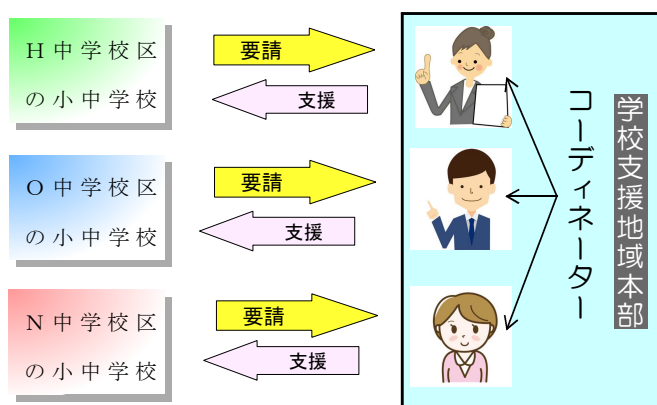 H中学校区
の小中学校
要請
支援
O中学校区
の小中学校
要請
支援
N中学校区
の小中学校
要請
支援
コーディネーター
学校支援地域本部